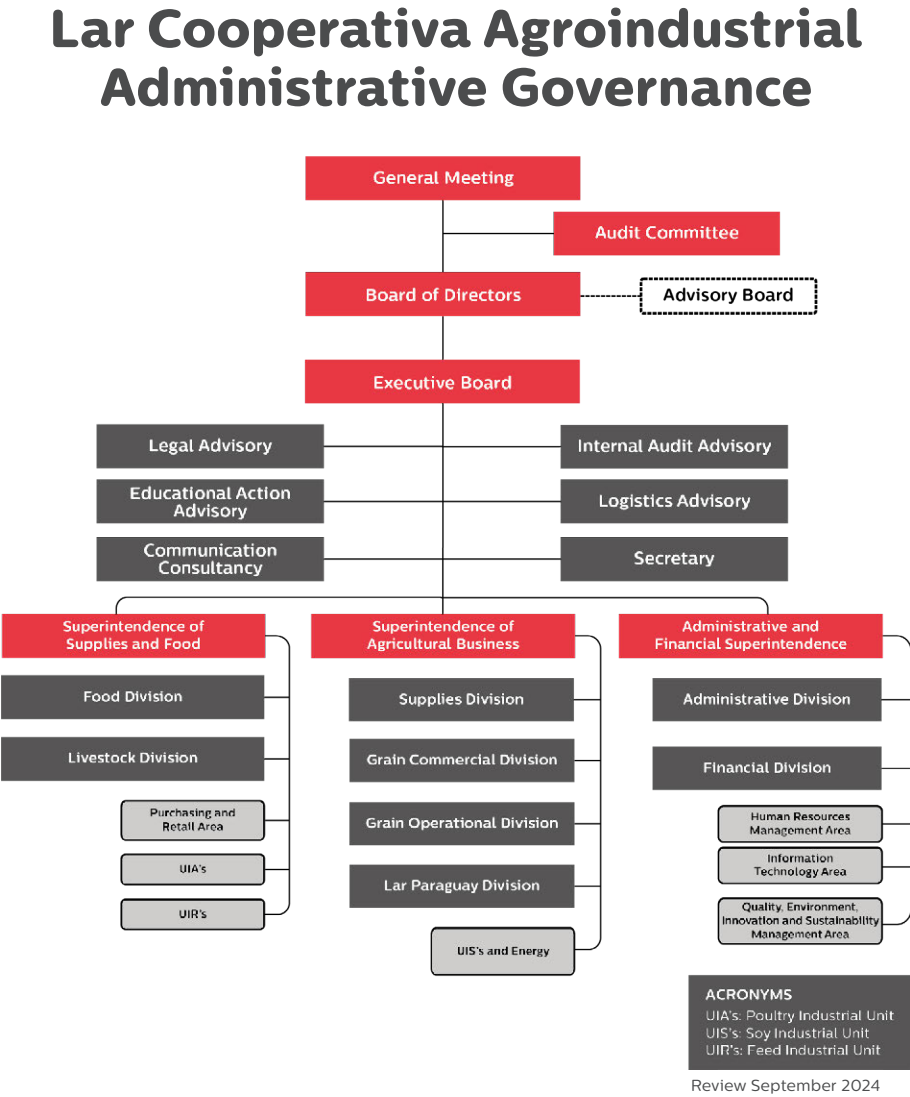 Lar Cooperativa Agroindustrial
Administrative Governance
General Meeting
Audit Committee
Board of Directors
Advisory Board
Executive Board
Legal Advisory
Internal Audit Advisory
Educational Action
Advisory
Logistics Advisory
Communication
Consultancy
Secretary
Superintendence of
Supplies and Food
Food Division
Livestock Division
Purchasing and
Retail Area
UIA's
UIR's
Superintendence of
Agricultural Business
Supplies Division
Grain Commercial Division
Grain Operational Division
Lar Paraguay Division
UIS's and Energy
Administrative and
Financial Superintendence
Administrative Division
Financial Division
Human Resources
Management Area
Information
Technology Area
Quality, Environment,
Innovation and Sustainability
Management Area
ACRONYMS
UIA's: Poultry Industrial Unit
UIS's: Soy Industrial Unit
UIR's: Feed Industrial Unit
Review September 2024